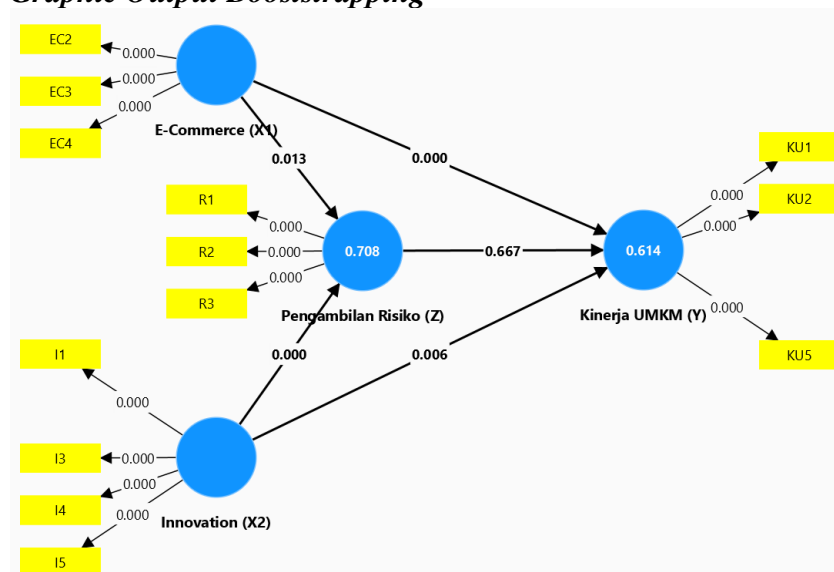 Graphic Output Bootstrapping
EC2
0.000
EC3
0.000
EC4
0.000
E-Commerce (X1)
0.013
0.000
KU1
0.000
KU2
0.000
R1
0.000
R2
0.000
R3
0.000
0.708
0.667
0.614
Pengambilan Risiko (Z)
Kinerja UMKM (Y)
0.000
KU5
I1
0.000
0.000
0.006
I3
0.000
I4
0.000
I5
0.000
Innovation (X2)